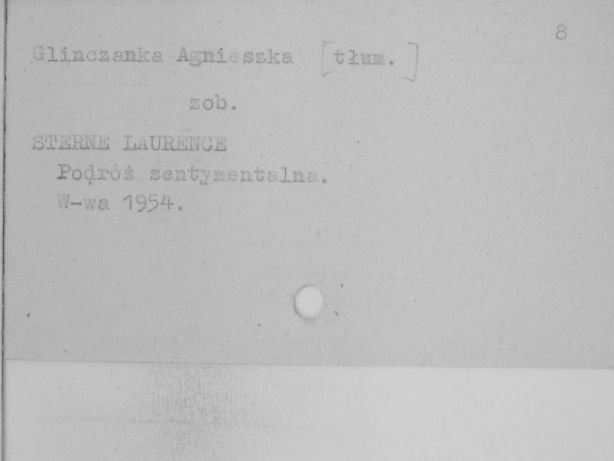 8
Glinczanka Agnieszka [tłum.]
zob.
STERNE LAURENCE
Podróż sentymentalna.
W-wa 1954.